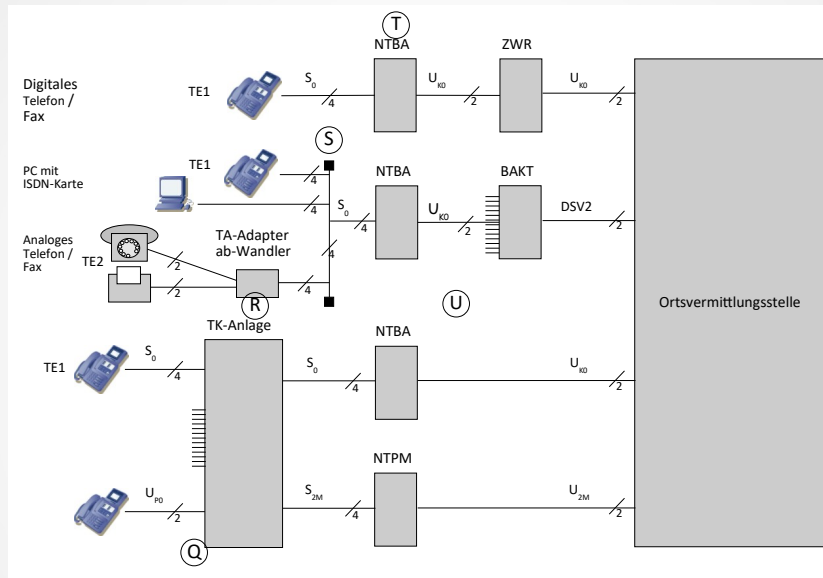 T
NTBA
ZWR
Digitales
Telefon /
Fax
TE1
S0
4
UK0
2
UK0
2
S
PC mit
ISDN-Karte
TE1
4
4
S0
4
NTBA
UK0
2
BAKT
DSV2
2
Analoges
Telefon /
Fax
TE2
2
2
TA-Adapter
ab-Wandler
4
4
R
U
Ortsvermittlungsstelle
TK-Anlage
NTBA
TE1
S0
4
S0
4
UK0
2
NTPM
UP0
2
S2M
4
U2M
2
Q